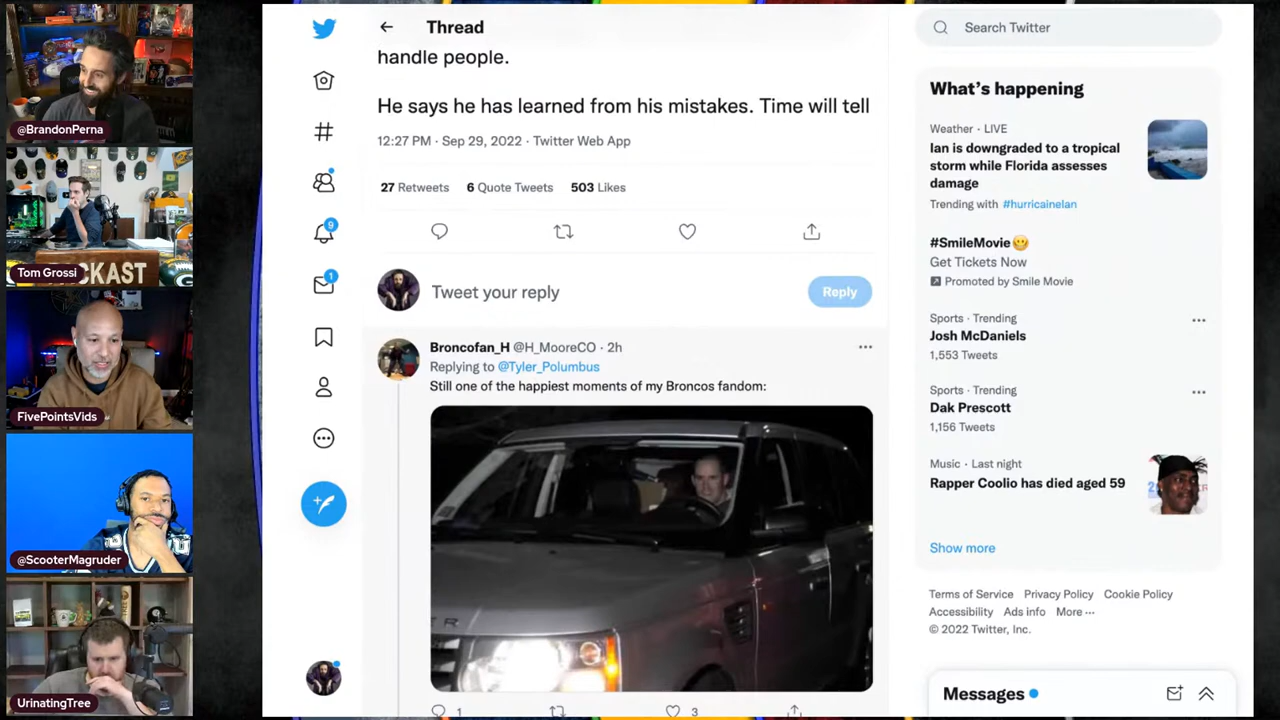 @BrandonPerna
Tom Grossi
CKAST
FivePointsVids
@ScooterMagruder
UrinatingTree
Thread
handle people.
He says he has learned from his mistakes. Time will tell
12:27 PM · Sep 29, 2022 · Twitter Web App
27 Retweets 6 Quote Tweets 503 Likes
Tweet your reply
Reply
Broncofan_H @H_MooreCO · 2h
Replying to @Tyler_Polumbus
Still one of the happiest moments of my Broncos fandom:
1
3
9
1
Search Twitter
What's happening
Weather · LIVE
Ian is downgraded to a tropical
storm while Florida assesses
damage
Trending with #hurricaneIan
#SmileMovie
Get Tickets Now
Promoted by Smile Movie
Sports · Trending
Josh McDaniels
1,553 Tweets
Sports · Trending
Dak Prescott
1,156 Tweets
Music · Last night
Rapper Coolio has died aged 59
Show more
Terms of Service Privacy Policy Cookie Policy
Accessibility Ads info More ···
© 2022 Twitter, Inc.
Messages